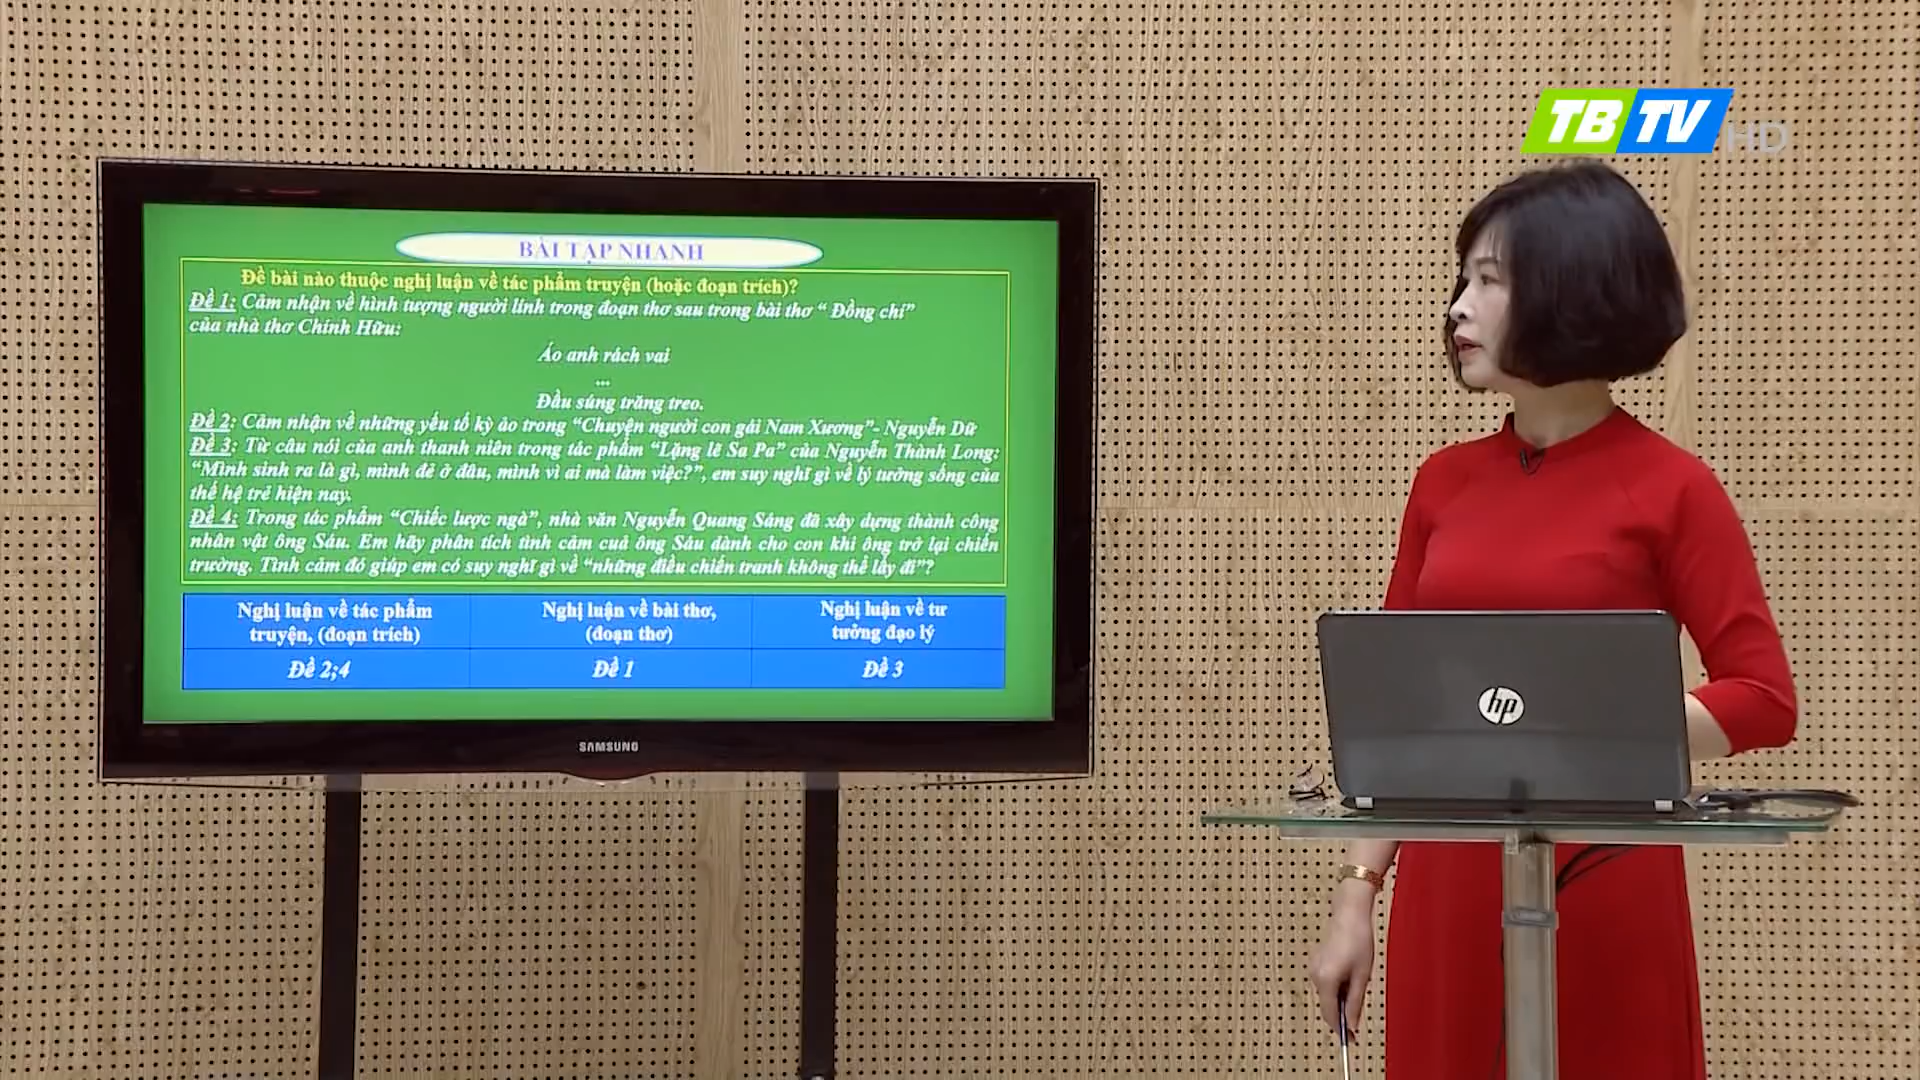 TBTV HD
BÀI TẬP NHANH
Đề bài nào thuộc nghị luận về tác phẩm truyện (hoặc đoạn trích)?
Đề 1: Cảm nhận về hình tượng người lính trong đoạn thơ sau trong bài thơ “ Đồng chí”
của nhà thơ Chính Hữu:
Áo anh rách vai
...
Đầu súng trăng treo.
Đề 2: Cảm nhận về những yếu tố kỳ ảo trong “Chuyện người con gái Nam Xương”- Nguyễn Dữ
Đề 3: Từ câu nói của anh thanh niên trong tác phẩm “Lặng lẽ Sa Pa” của Nguyễn Thành Long:
“Mình sinh ra là gì, mình đẻ ở đâu, mình vì ai mà làm việc?”, em suy nghĩ gì về lý tưởng sống của
thế hệ trẻ hiện nay.
Đề 4: Trong tác phẩm “Chiếc lược ngà”, nhà văn Nguyễn Quang Sáng đã xây dựng thành công
nhân vật ông Sáu. Em hãy phân tích tình cảm cuả ông Sáu dành cho con khi ông trở lại chiến
trường. Tình cảm đó giúp em có suy nghĩ gì về “những điều chiến tranh không thể lấy đi”?
Nghị luận về tác phẩm
truyện, (đoạn trích)
Nghị luận về bài thơ,
(đoạn thơ)
Nghị luận về tư
tưởng đạo lý
Đề 2;4
Đề 1
Đề 3
SAMSUNG
hp